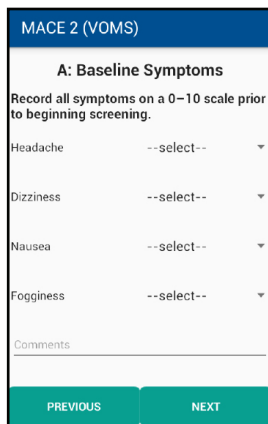 MACE 2 (VOMS)
A: Baseline Symptoms
Record all symptoms on a 0–10 scale prior
to beginning screening.
Headache --select--
Dizziness --select--
Nausea --select--
Fogginess --select--
Comments
PREVIOUS NEXT